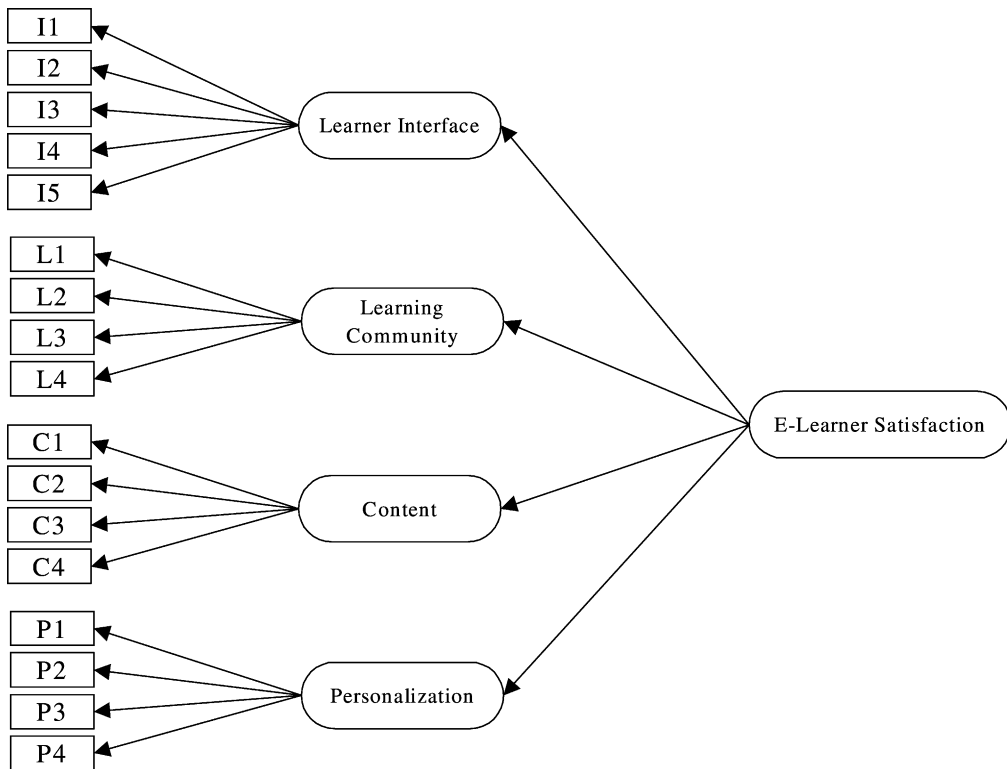 I1
I2
I3
I4
I5
Learner Interface
L1
L2
L3
L4
Learning
Community
E-Learner Satisfaction
C1
C2
C3
C4
Content
P1
P2
P3
P4
Personalization